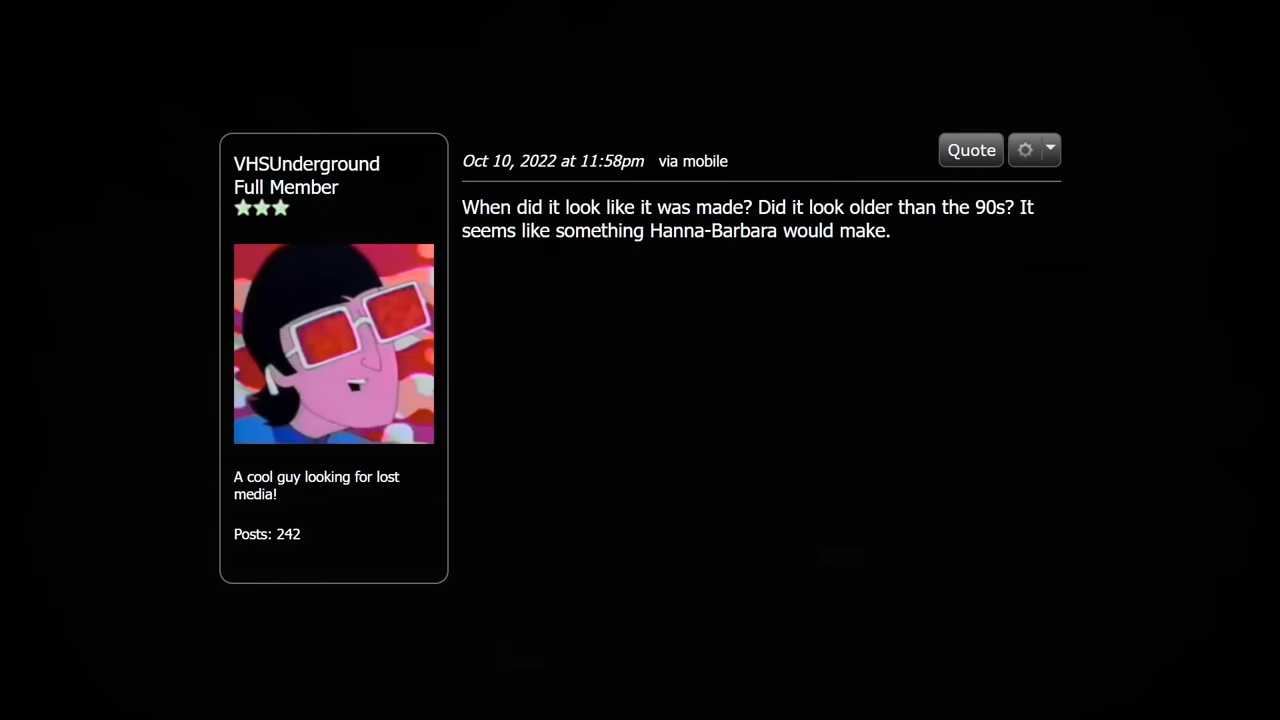 VHSUnderground
Full Member
A cool guy looking for lost
media!
Posts: 242
Oct 10, 2022 at 11:58pm via mobile
Quote
When did it look like it was made? Did it look older than the 90s? It
seems like something Hanna-Barbara would make.